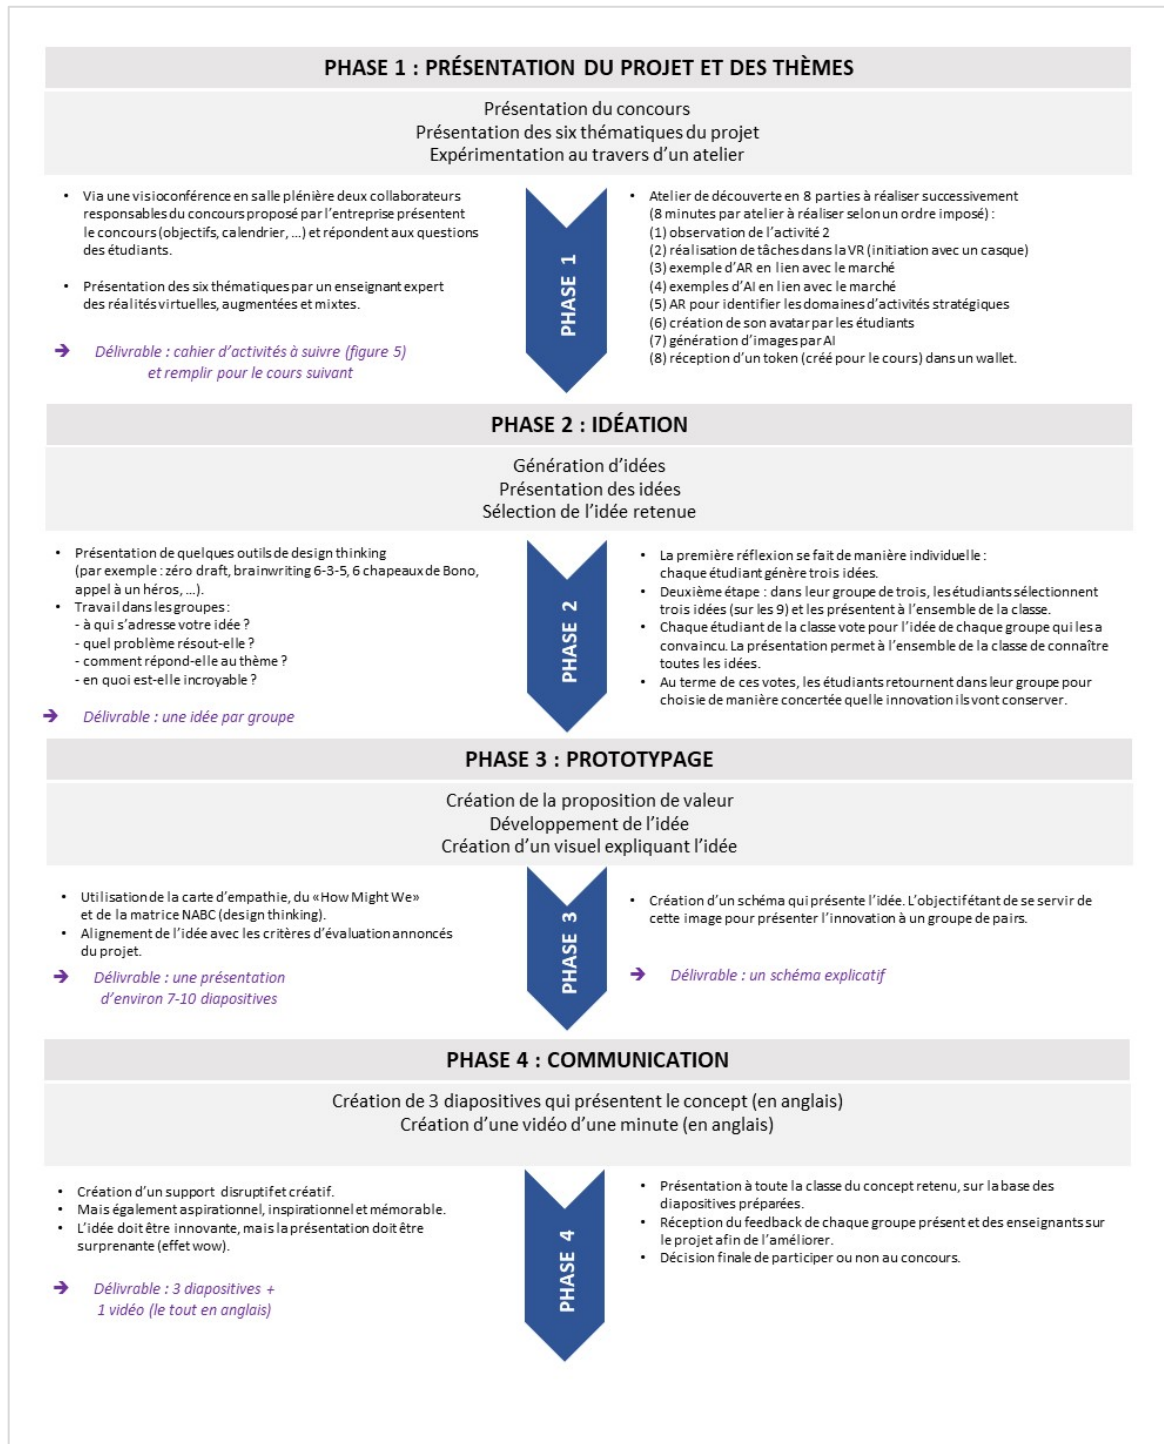 PHASE 1 : PRÉSENTATION DU PROJET ET DES THÈMES
Présentation du concours
Présentation des six thématiques du projet
Expérimentation au travers d'un atelier
• Via une visioconférence en salle plénière deux collaborateurs
responsables du concours proposé par l'entreprise présentent
le concours (objectifs, calendrier, ...) et répondent aux questions
des étudiants.
• Présentation des six thématiques par un enseignant expert
des réalités virtuelles, augmentées et mixtes.
➔ Délivrable : cahier d'activités à suivre (figure 5)
et remplir pour le cours suivant
PHASE 1
• Atelier de découverte en 8 parties à réaliser successivement
(8 minutes par atelier à réaliser selon un ordre imposé) :
(1) observation de l'activité 2
(2) réalisation de tâches dans la VR (initiation avec un casque)
(3) exemple d'AR en lien avec le marché
(4) exemples d'AI en lien avec le marché
(5) AR pour identifier les domaines d'activités stratégiques
(6) création de son avatar par les étudiants
(7) génération d'images par AI
(8) réception d'un token (créé pour le cours) dans un wallet.
PHASE 2 : IDÉATION
Génération d'idées
Présentation des idées
Sélection de l'idée retenue
• Présentation de quelques outils de design thinking
(par exemple : zéro draft, brainwriting 6-3-5, 6 chapeaux de Bono,
appel à un héros, ...).
• Travail dans les groupes :
- à qui s'adresse votre idée ?
- quel problème résout-elle ?
- comment répond-elle au thème ?
- en quoi est-elle incroyable ?
➔ Délivrable : une idée par groupe
PHASE 2
• La première réflexion se fait de manière individuelle :
chaque étudiant génère trois idées.
• Deuxième étape : dans leur groupe de trois, les étudiants sélectionnent
trois idées (sur les 9) et les présentent à l'ensemble de la classe.
• Chaque étudiant de la classe vote pour l'idée de chaque groupe qui les a
convaincu. La présentation permet à l'ensemble de la classe de connaître
toutes les idées.
• Au terme de ces votes, les étudiants retournent dans leur groupe pour
choisie de manière concertée quelle innovation ils vont conserver.
PHASE 3 : PROTOTYPAGE
Création de la proposition de valeur
Développement de l'idée
Création d'un visuel expliquant l'idée
• Utilisation de la carte d'empathie, du «How Might We»
et de la matrice NABC (design thinking).
• Alignement de l'idée avec les critères d'évaluation annoncés
du projet.
➔ Délivrable : une présentation
d'environ 7-10 diapositives
PHASE 3
• Création d'un schéma qui présente l'idée. L'objectif étant de se servir de
cette image pour présenter l'innovation à un groupe de pairs.
➔ Délivrable : un schéma explicatif
PHASE 4 : COMMUNICATION
Création de 3 diapositives qui présentent le concept (en anglais)
Création d'une vidéo d'une minute (en anglais)
• Création d'un support disruptif et créatif.
• Mais également aspirationnel, inspirationnel et mémorable.
• L'idée doit être innovante, mais la présentation doit être
surprenante (effet wow).
➔ Délivrable : 3 diapositives +
1 vidéo (le tout en anglais)
PHASE 4
• Présentation à toute la classe du concept retenu, sur la base des
diapositives préparées.
• Réception du feedback de chaque groupe présent et des enseignants sur
le projet afin de l'améliorer.
• Décision finale de participer ou non au concours.